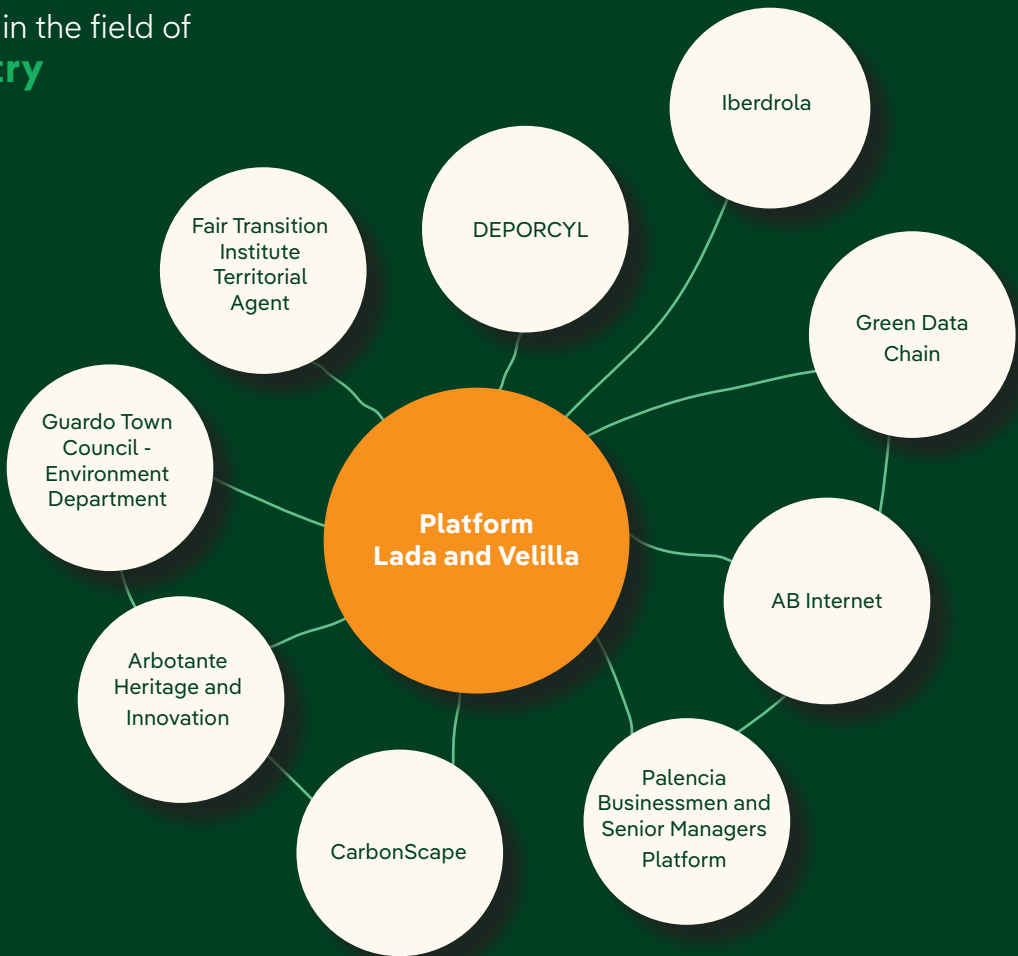 in the field of
try
Iberdrola
DEPORCYL
Fair Transition
Institute
Territorial
Agent
Green Data
Chain
Guardo Town
Council -
Environment
Department
Platform
Lada and Velilla
AB Internet
Arbotante
Heritage and
Innovation
Palencia
Businessmen and
Senior Managers
Platform
CarbonScape